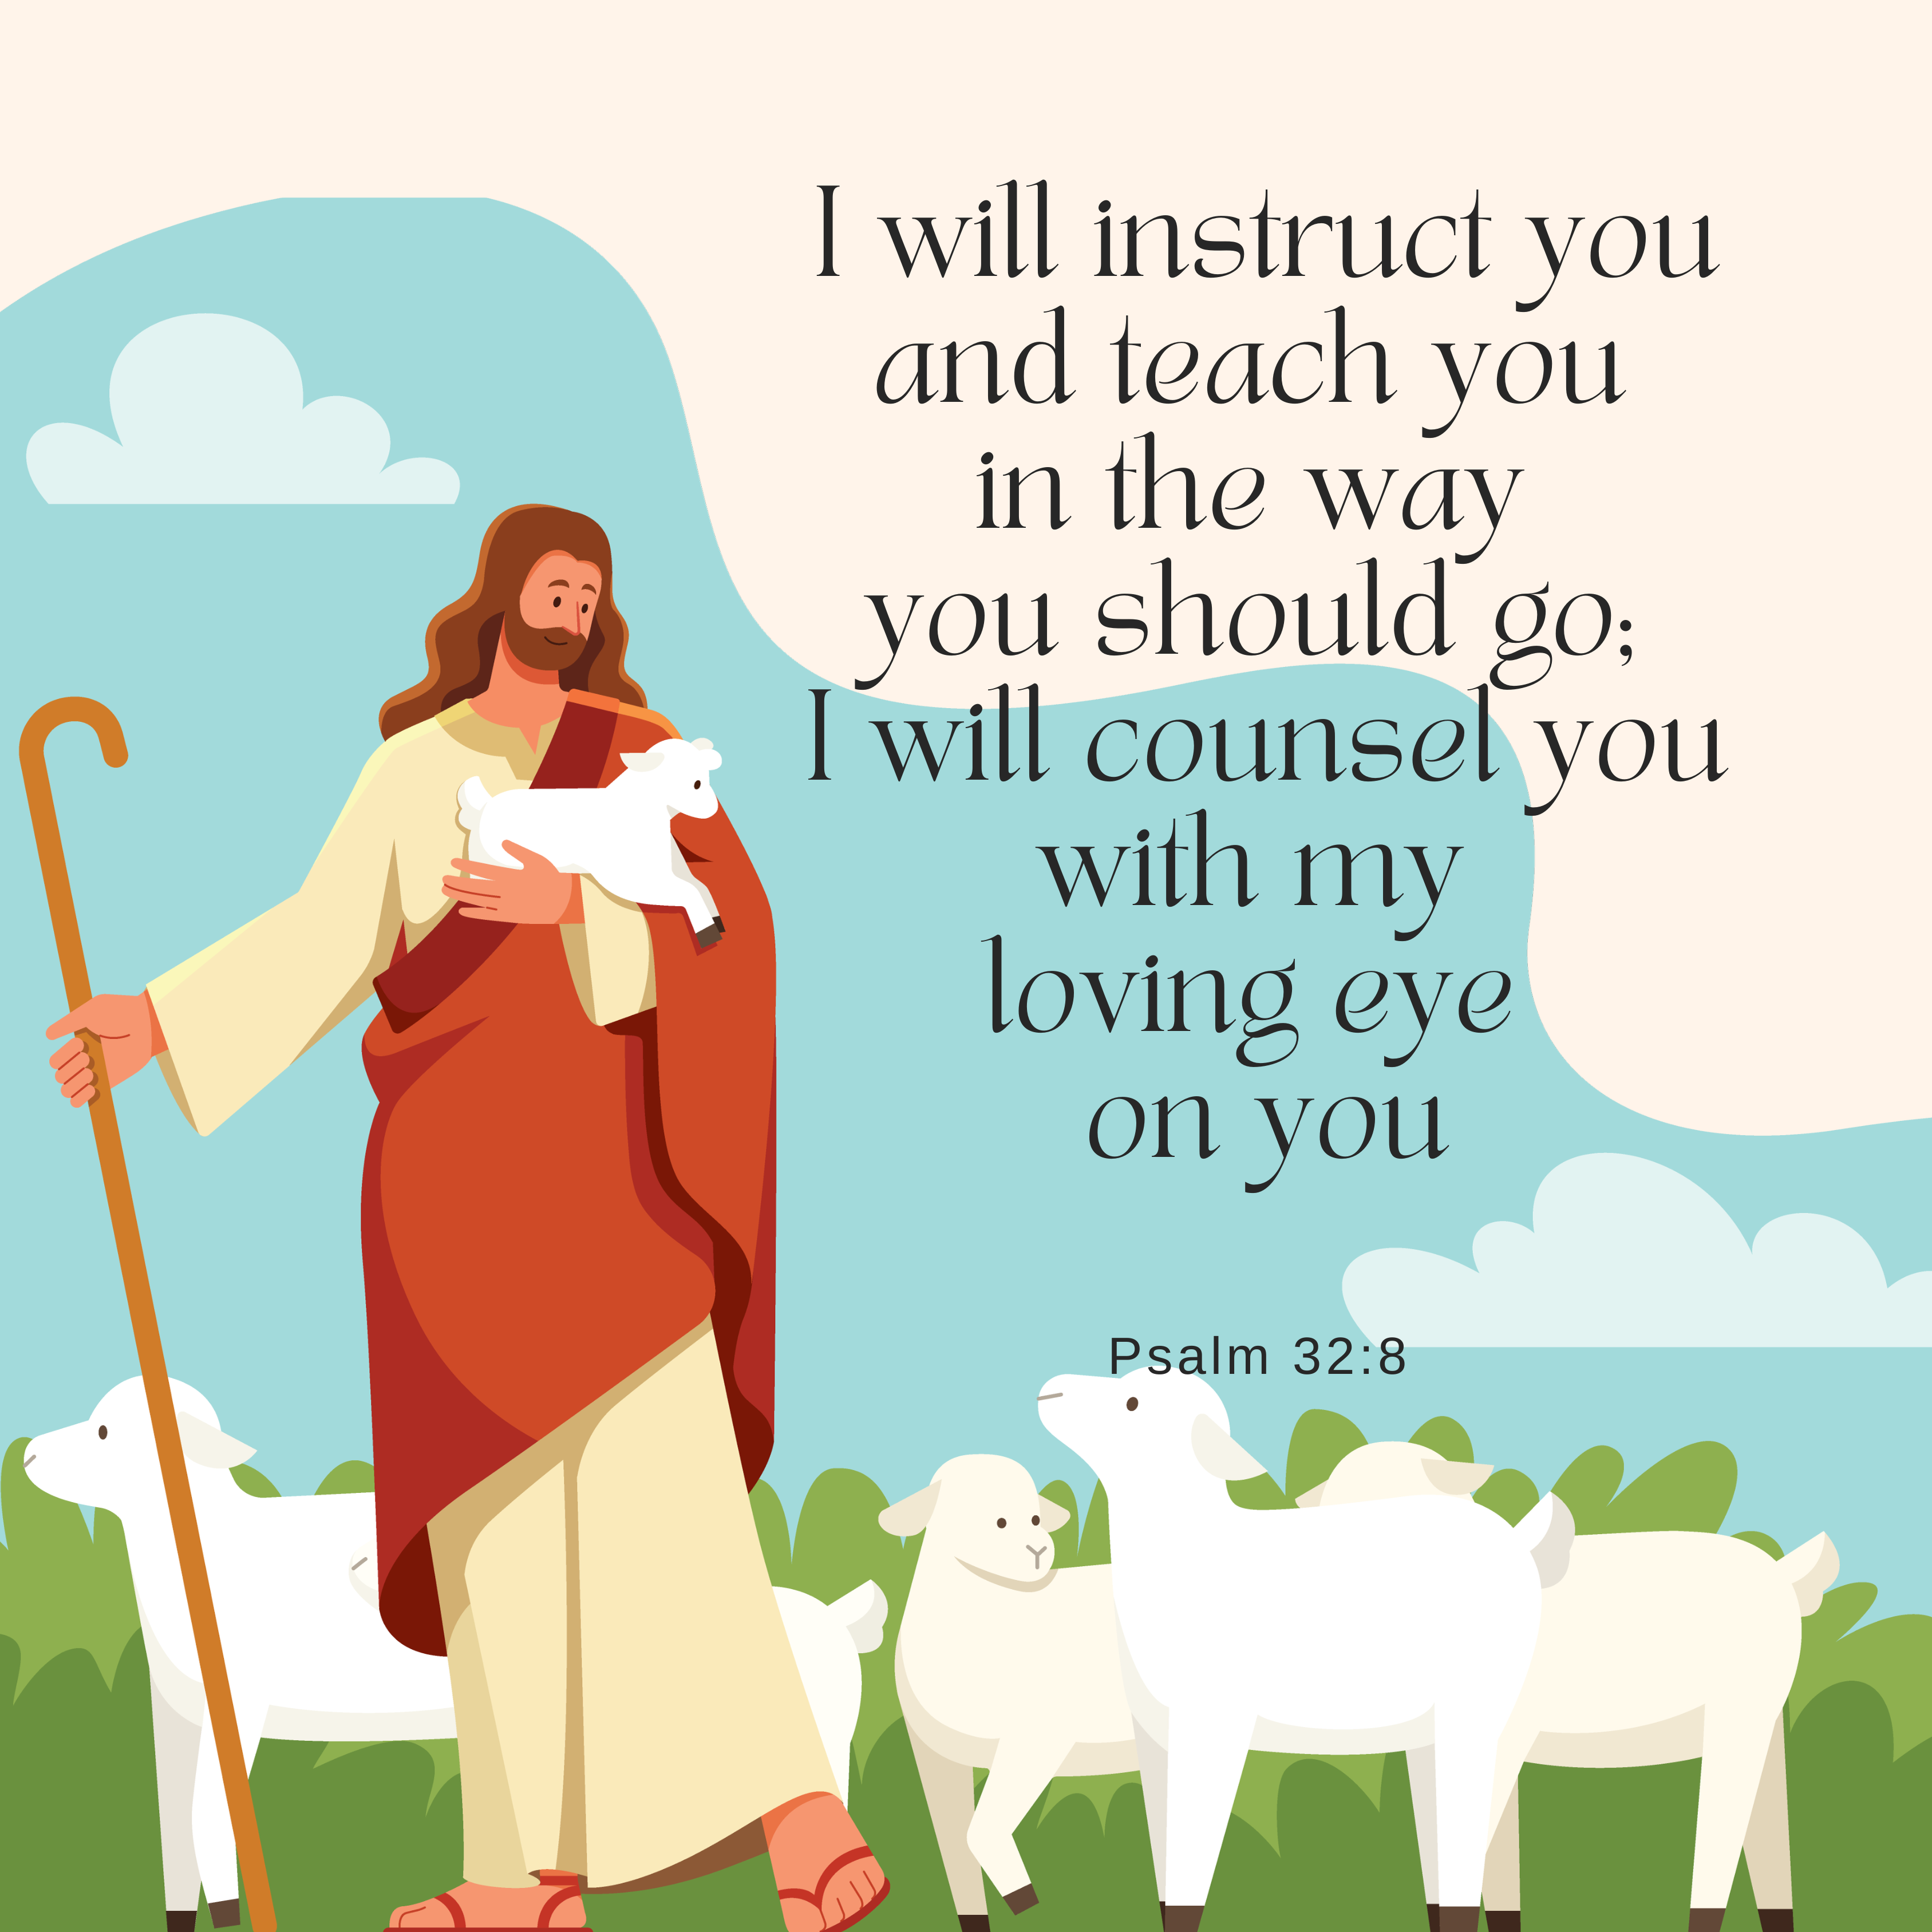 I will instruct you
and teach you
in the way
you should go;
I will counsel you
with my
loving eye
on you
Psalm 32:8